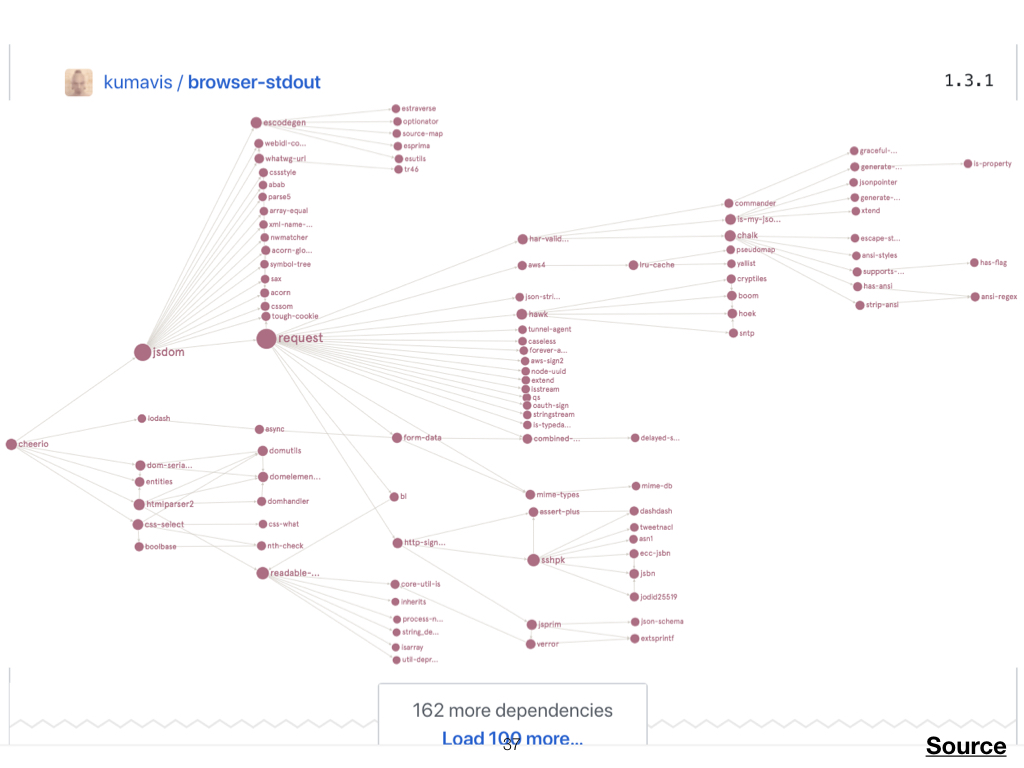 kumavis / browser-stdout
1.3.1
escodegen
webidl-co...
whatwg-url
cssstyle
abab
parse5
array-equal
xml-name-...
nwmatcher
acorn-glo...
symbol-tree
sax
acorn
cssom
tough-cookie
request
estraverse
optionator
source-map
esprima
esutils
tr46
jsdom
cheerio
lodash
async
dom-seria...
entities
htmlparser2
css-select
boolbase
domutils
domelemen...
domhandler
css-what
nth-check
readable-...
form-data
bl
http-sign...
core-util-is
inherits
process-n...
string_de...
isarray
util-depr...
har-valid...
aws4
lru-cache
json-stri...
hawk
tunnel-agent
caseless
forever-a...
aws-sign2
node-uuid
extend
isstream
qs
oauth-sign
stringstream
is-typeda...
combined-...
delayed-s...
mime-types
mime-db
assert-plus
sshpk
dashdash
tweetnacl
asn1
ecc-jsbn
jsbn
jodid25519
jsprim
verror
json-schema
extsprintf
commander
is-my-jso...
chalk
pseudomap
yallist
cryptiles
boom
hoek
sntp
graceful-...
generate-...
jsonpointer
generate-...
xtend
is-property
escape-st...
ansi-styles
supports-...
has-ansi
strip-ansi
has-flag
ansi-regex
162 more dependencies
Load 100 more...
37
Source